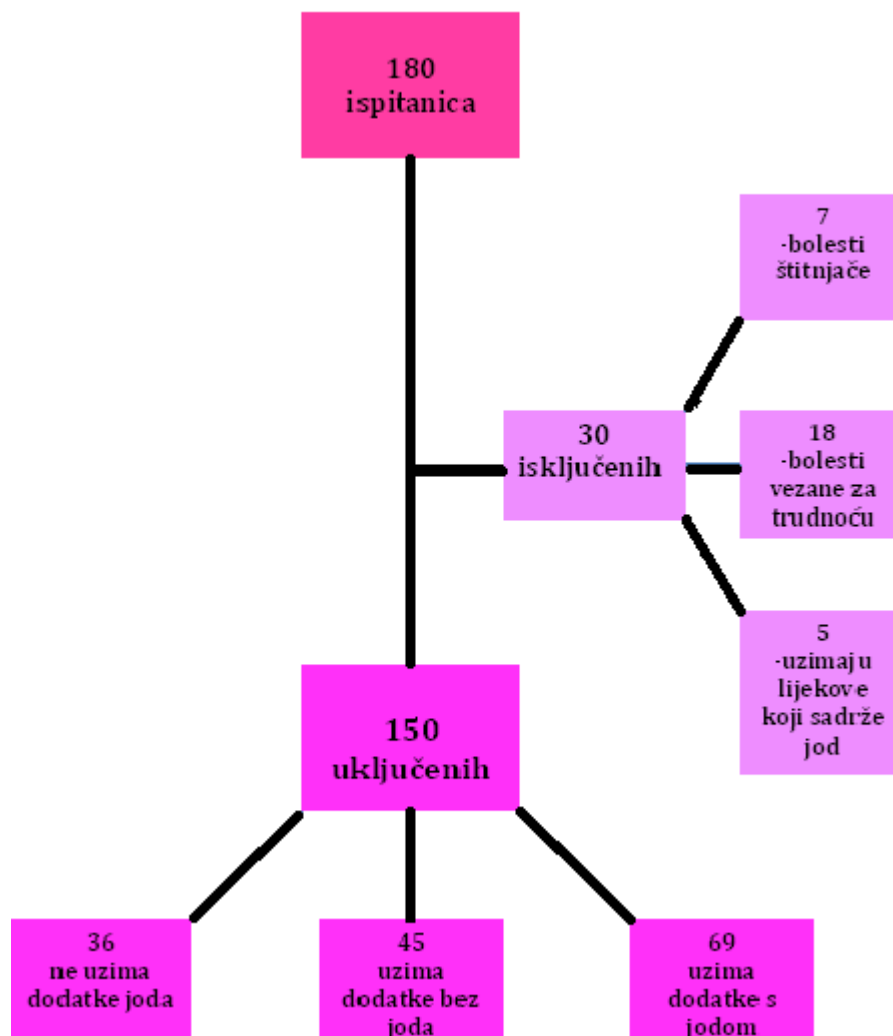 180
ispitanica
7
-bolesti
štitnjače
30
isključenih
18
-bolesti
vezane za
trudnoću
5
-uzimaju
lijekove
koji sadrže
jod
150
uključenih
36
ne uzima
dodatke joda
45
uzima
dodatke bez
joda
69
uzima
dodatke s
jodom